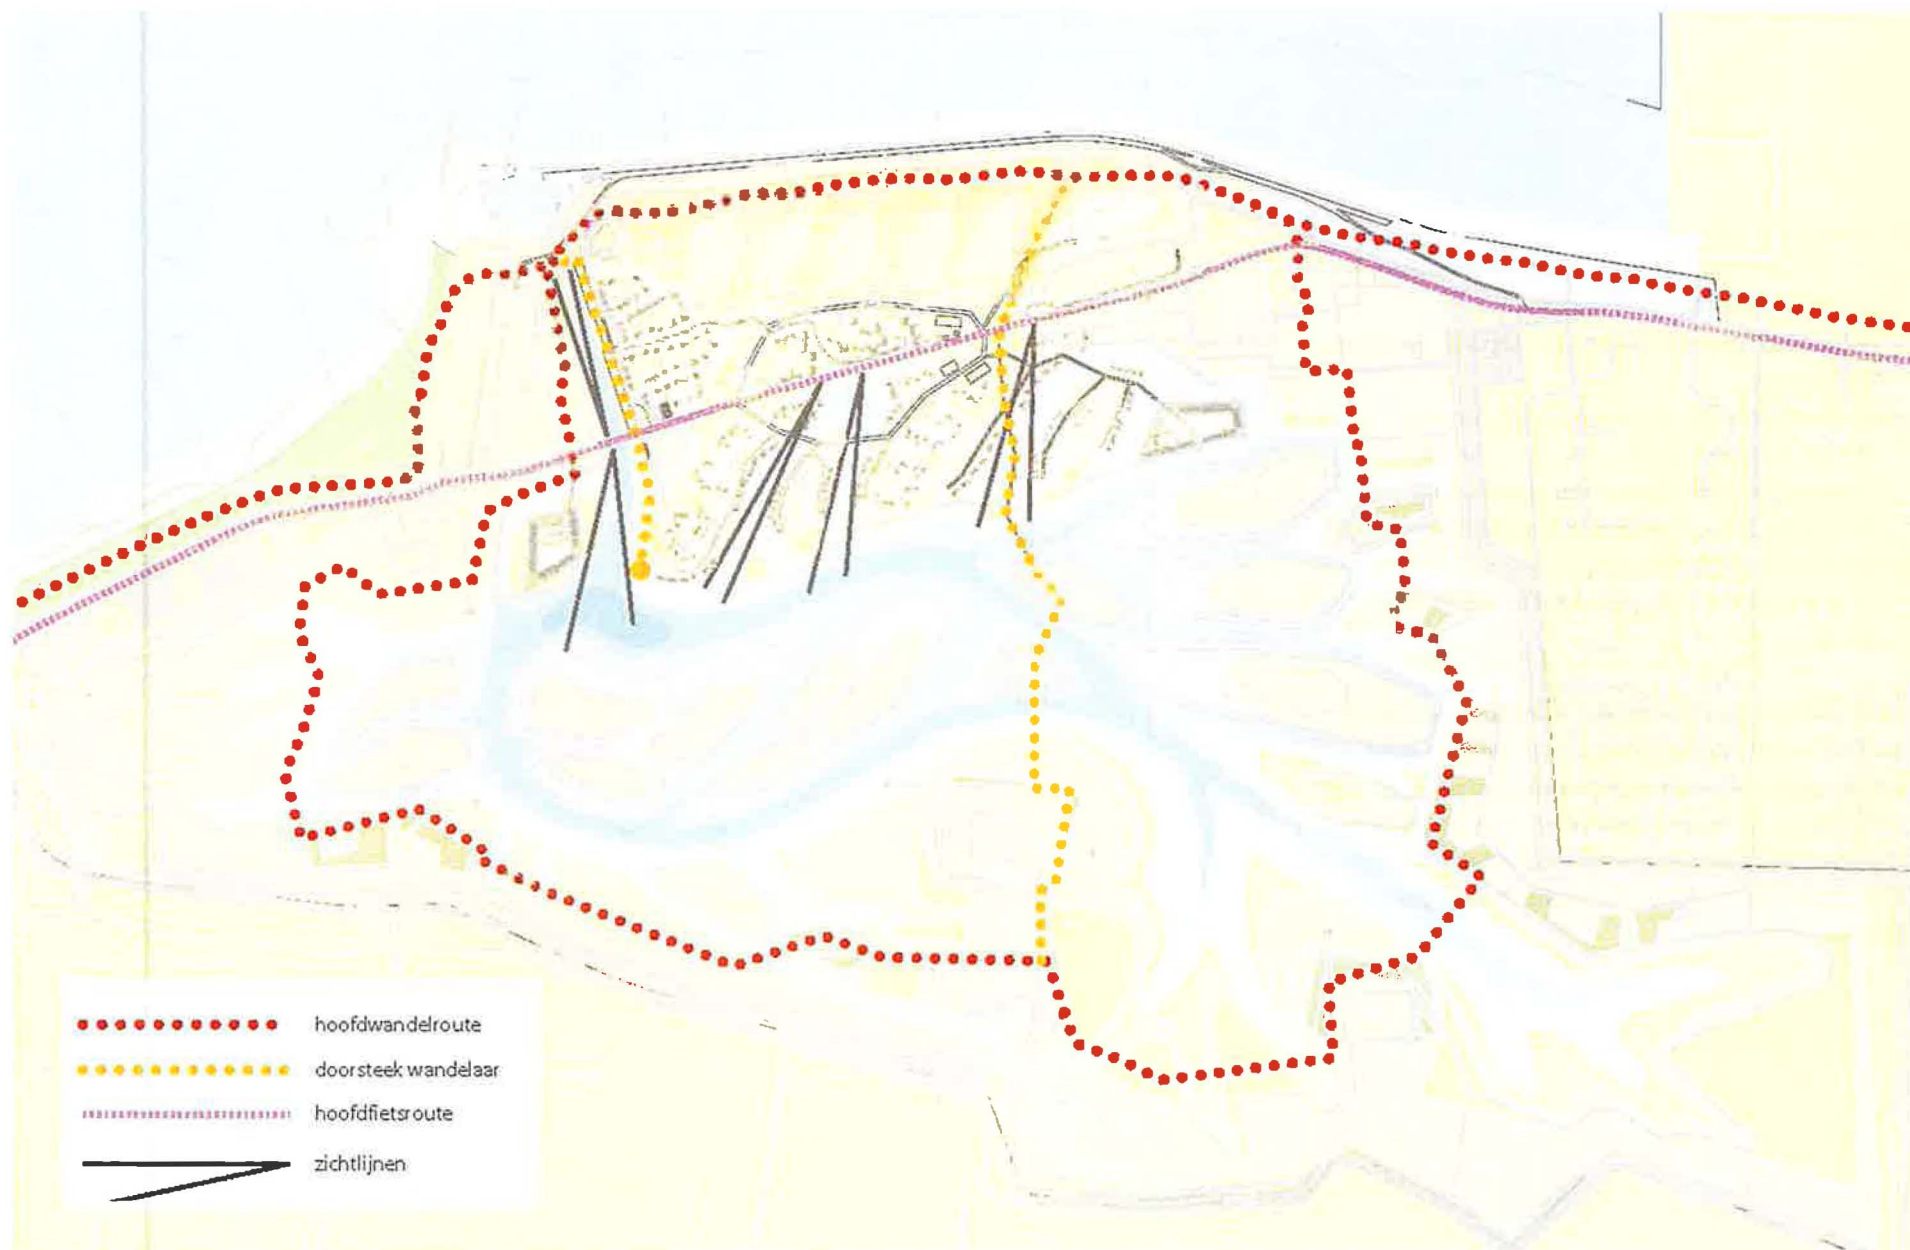 hoofdwandelroute
doorsteek wandelaar
hoofdfietsroute
zichtlijnen